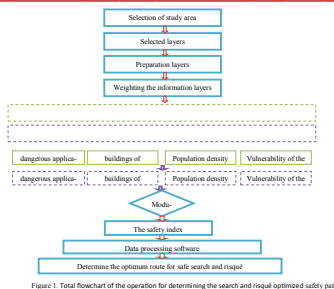 Selection of study area
Selected layers
Preparation layers
Weighting the information layers
dangerous applica- buildings of Population density Vulnerability of the
dangerous applica- buildings of Population density Vulnerability of the
Modu-
The safety index
Data processing software
Determine the optimum route for safe search and risqué
Figure 1. Total flowchart of the operation for determining the search and risqué optimized safety pat